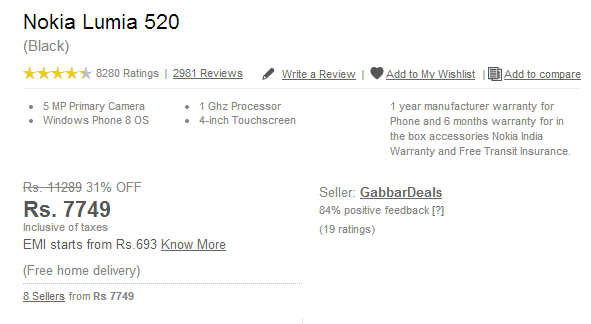 Nokia Lumia 520
(Black)
8280 Ratings | 2981 Reviews Write a Review | Add to My Wishlist | Add to compare
• 5 MP Primary Camera
• Windows Phone 8 OS
• 1 Ghz Processor
• 4-inch Touchscreen
1 year manufacturer warranty for
Phone and 6 months warranty for in
the box accessories Nokia India
Warranty and Free Transit Insurance.
Rs. 11289 31% OFF
Rs. 7749
Inclusive of taxes
EMI starts from Rs.693 Know More
(Free home delivery)
8 Sellers from Rs 7749
Seller: GabbarDeals
84% positive feedback [?]
(19 ratings)